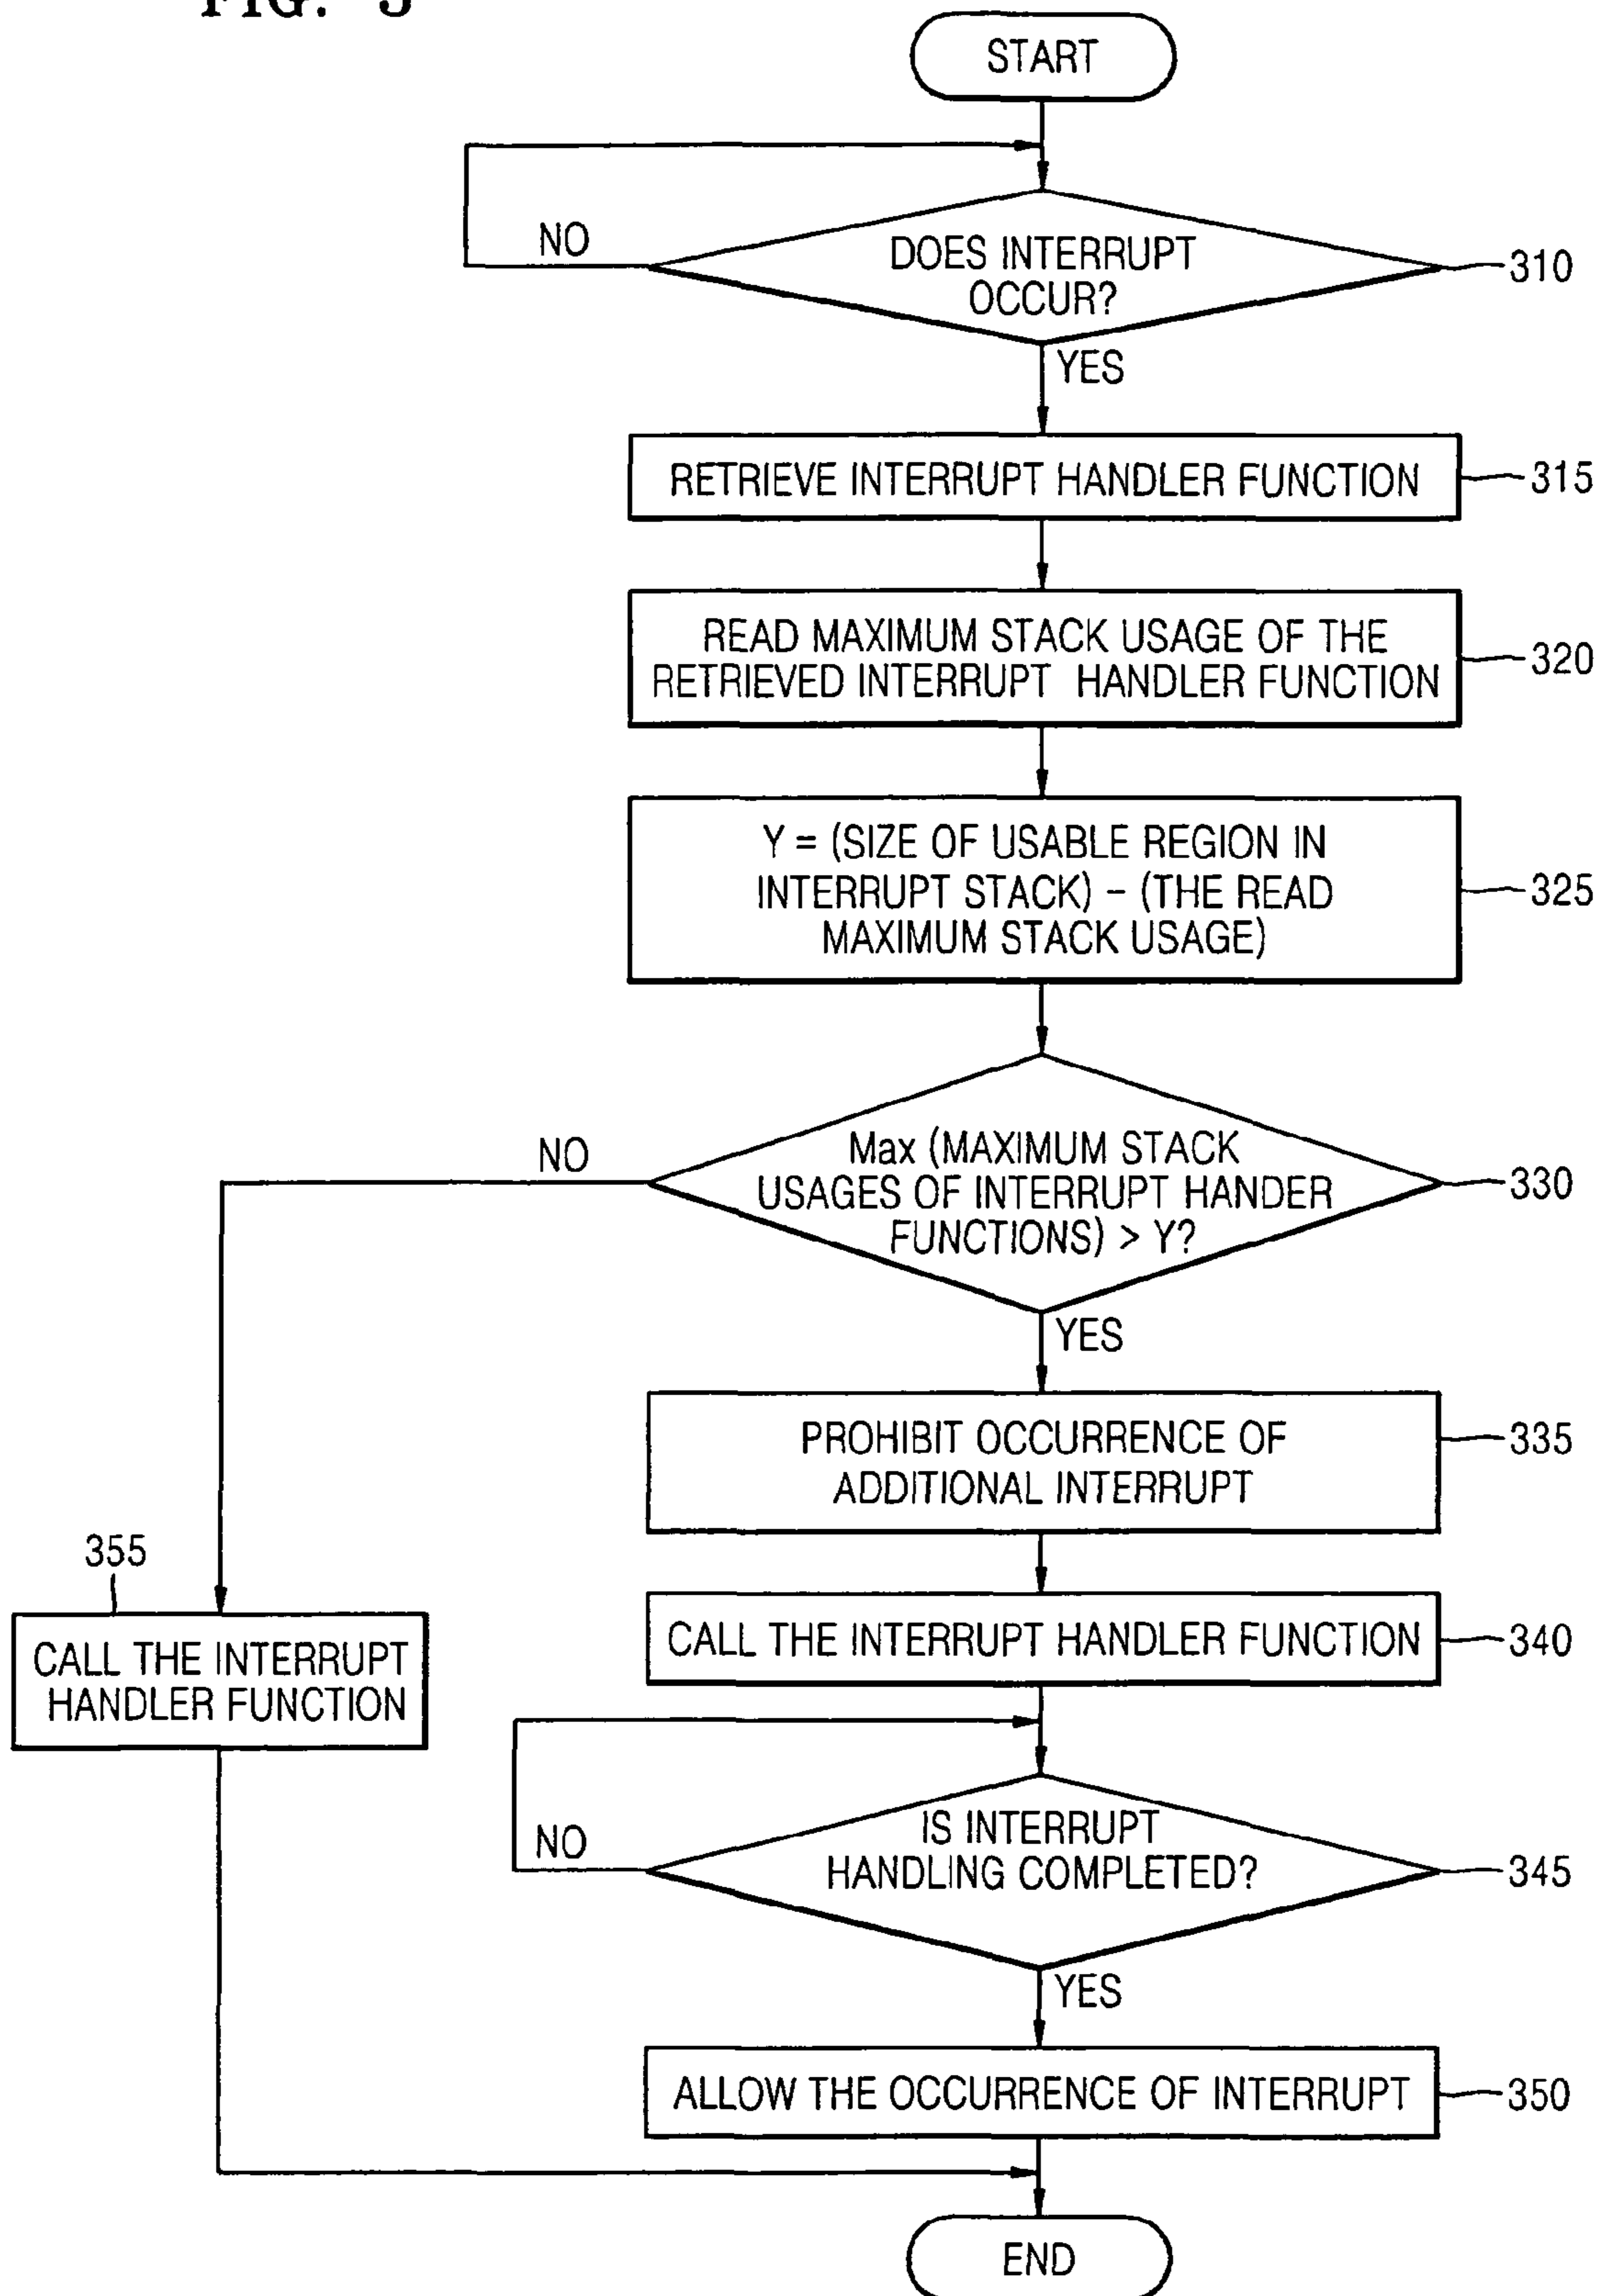 FIG. 3
START
NO
DOES INTERRUPT
OCCUR?
310
YES
RETRIEVE INTERRUPT HANDLER FUNCTION
315
READ MAXIMUM STACK USAGE OF THE
RETRIEVED INTERRUPT HANDLER FUNCTION
320
Y = (SIZE OF USABLE REGION IN
INTERRUPT STACK) - (THE READ
MAXIMUM STACK USAGE)
325
NO
Max (MAXIMUM STACK
USAGES OF INTERRUPT HANDER
FUNCTIONS) > Y?
330
YES
PROHIBIT OCCURRENCE OF
ADDITIONAL INTERRUPT
335
355
CALL THE INTERRUPT
HANDLER FUNCTION
CALL THE INTERRUPT HANDLER FUNCTION
340
NO
IS INTERRUPT
HANDLING COMPLETED?
345
YES
ALLOW THE OCCURRENCE OF INTERRUPT
350
END